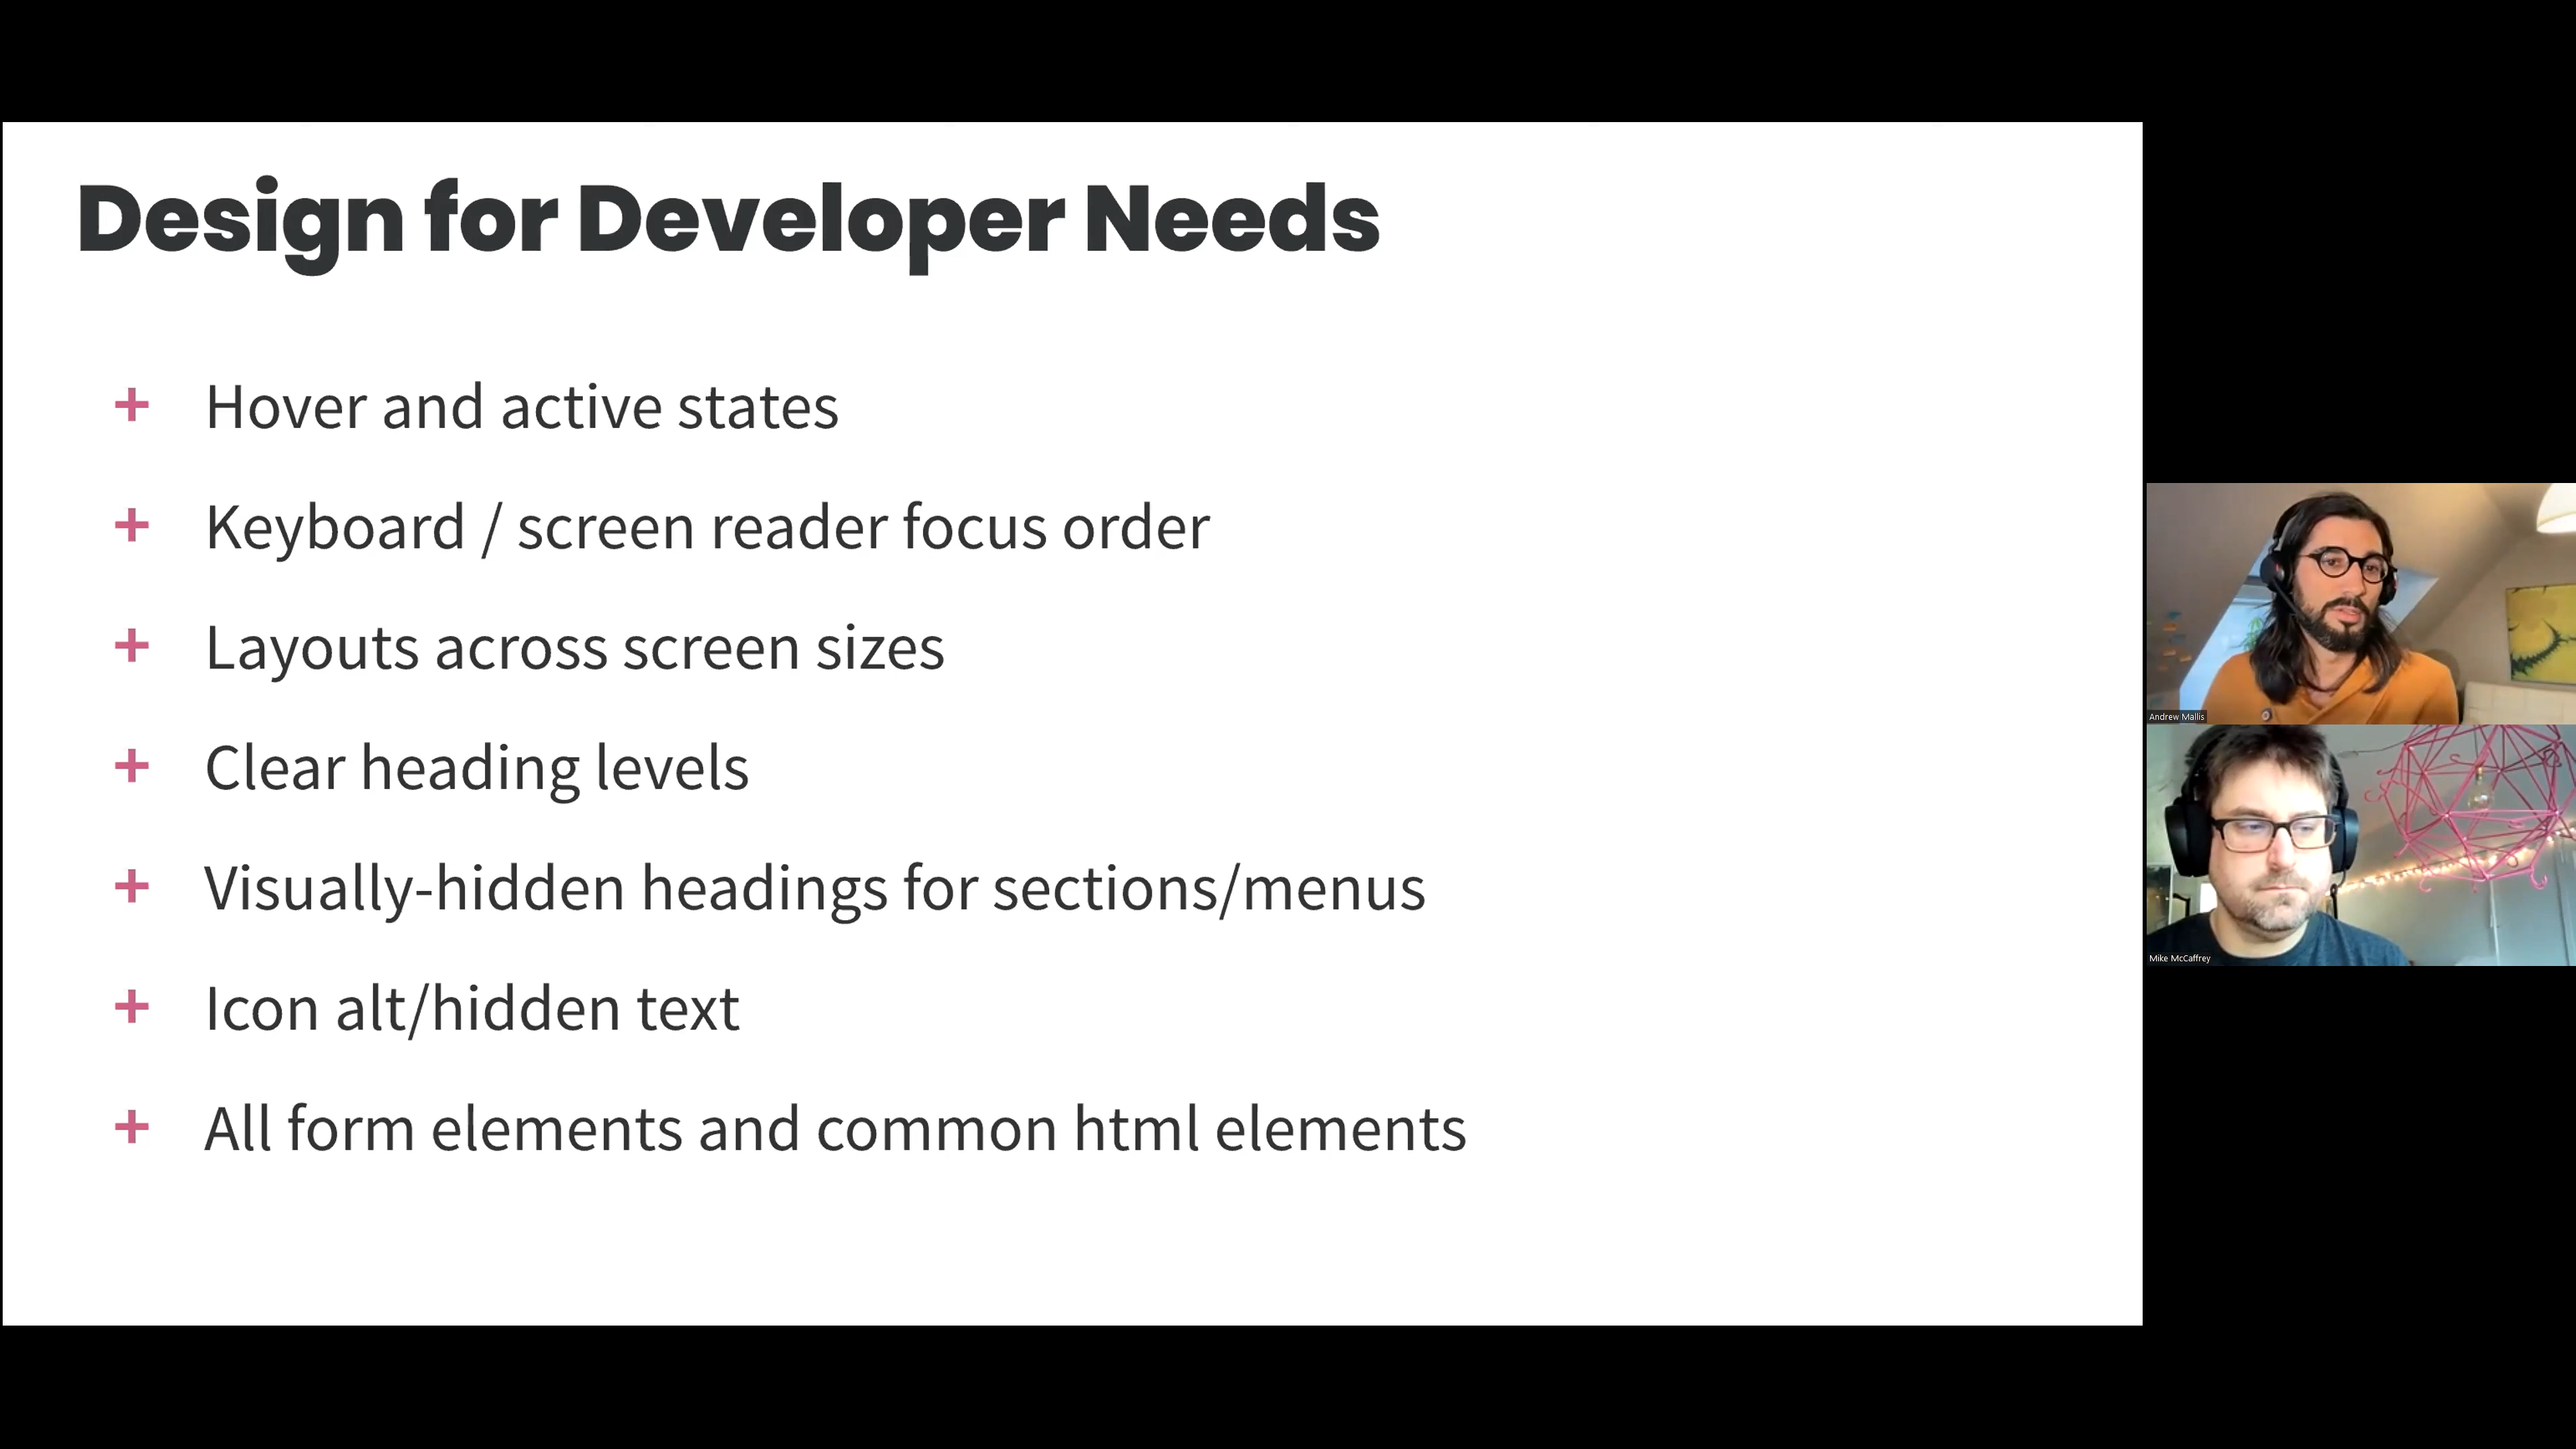 Design for Developer Needs
+ Hover and active states
+ Keyboard / screen reader focus order
+ Layouts across screen sizes
+ Clear heading levels
+ Visually-hidden headings for sections/menus
+ Icon alt/hidden text
+ All form elements and common html elements
Andrew Mallis
Mike McCaffrey